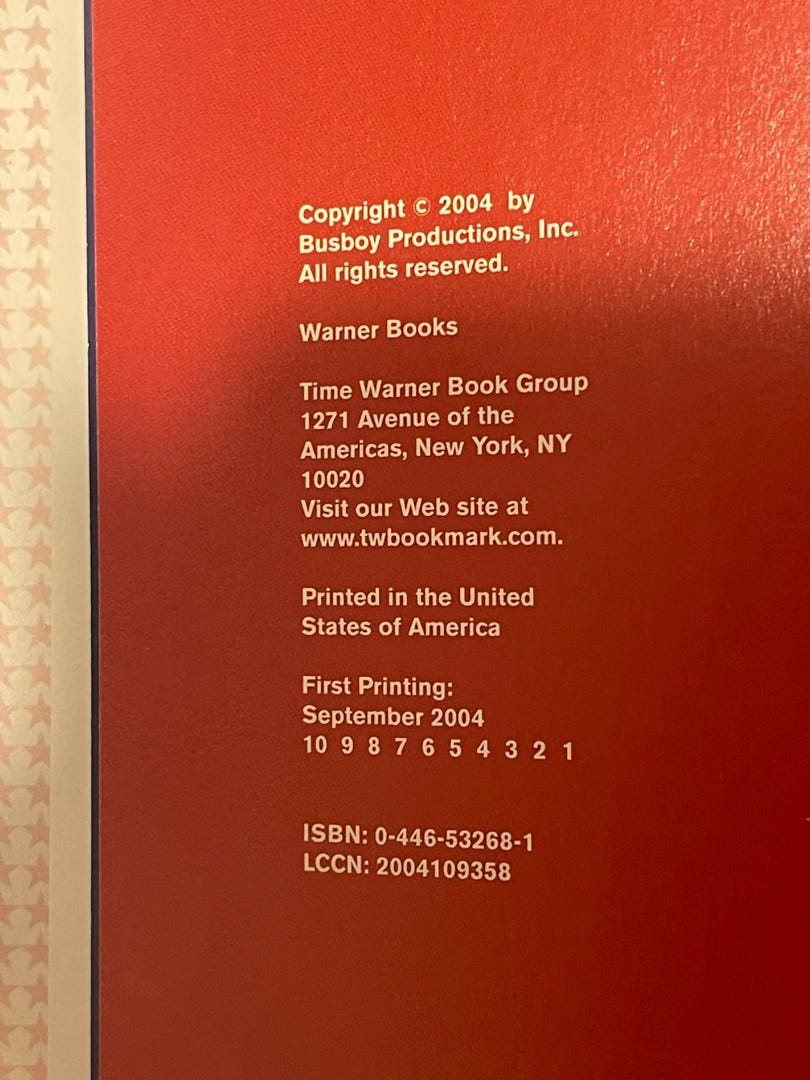 Copyright © 2004 by
Busboy Productions, Inc.
All rights reserved.
Warner Books
Time Warner Book Group
1271 Avenue of the
Americas, New York, NY
10020
Visit our Web site at
www.twbookmark.com.
Printed in the United
States of America
First Printing:
September 2004
10 9 8 7 6 5 4 3 2 1
ISBN: 0-446-53268-1
LCCN: 2004109358